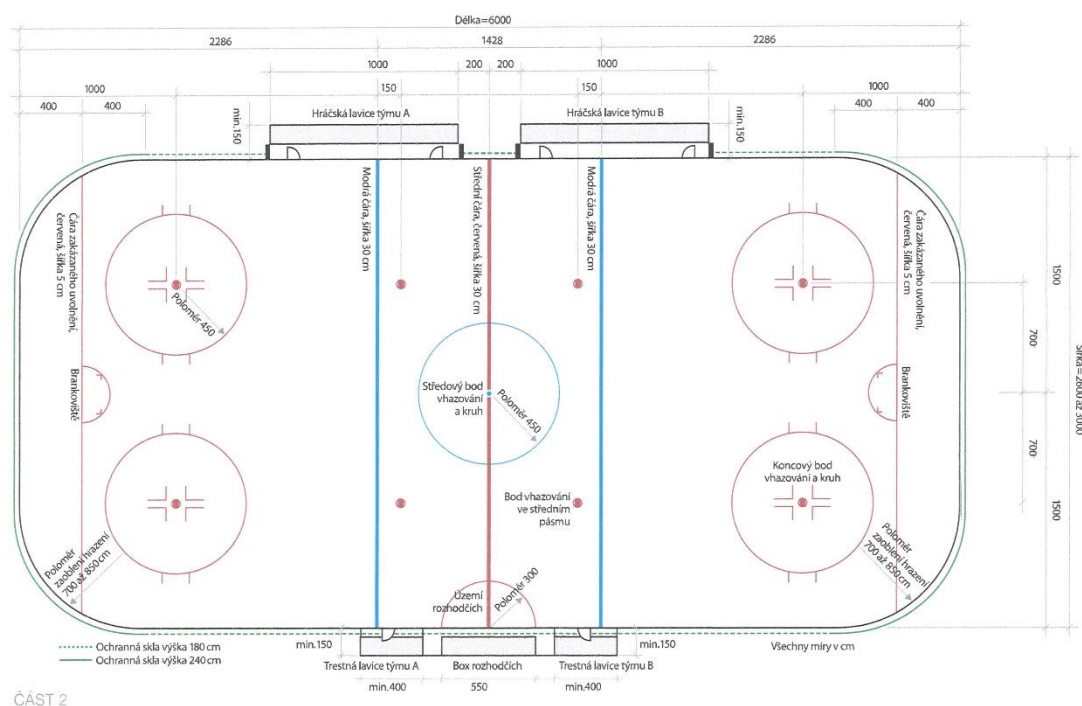 Délka=6000
2286
1428
2286
1000
200
200
1000
150
150
1000
1000
400
400
400
400
min.150
Hráčská lavice týmu A
Hráčská lavice týmu B
min.150
Čára zakázaného uvolnění,
červená, šířka 5 cm
Modrá čára, šířka 30 cm
Střední čára, červená, šířka 30 cm
Modrá čára, šířka 30 cm
Čára zakázaného uvolnění,
červená, šířka 5 cm
Poloměr 450
1500
700
Šířka=2600 až 3000
Brankoviště
Středový bod
vhazování
a kruh
Poloměr 450
Brankoviště
700
Koncový bod
vhazování a kruh
Bod vhazování
ve středním
pásmu
1500
Poloměr
zaoblení hrazení
700 až 850 cm
Území
rozhodčích
Poloměr 300
Poloměr
zaoblení hrazení
700 až 850 cm
Ochranná skla výška 180 cm
Ochranná skla výška 240 cm
min.150
Trestná lavice týmu A
Box rozhodčích
Trestná lavice týmu B
min.150
Všechny míry v cm
min.400
550
min.400
ČÁST 2